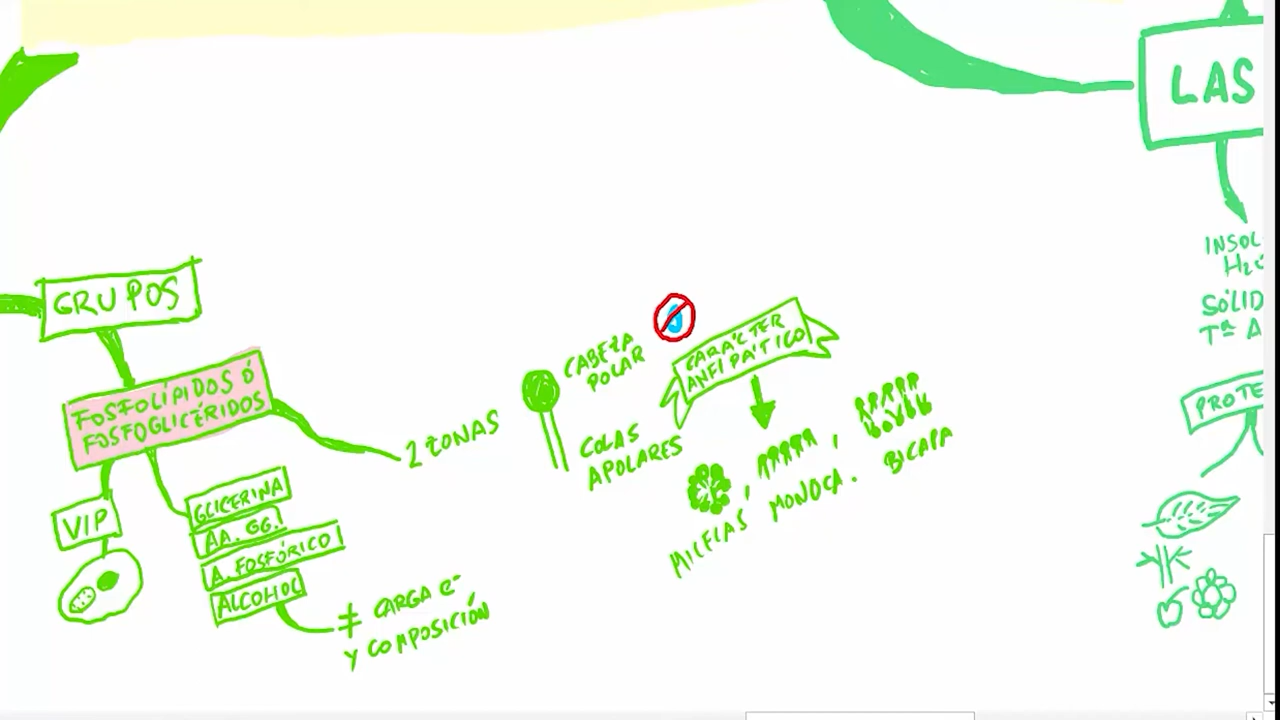 GRUPOS
FOSFOLÍPIDOS Ó
FOSFOGLICÉRIDOS
VIP
GLICERINA
AA. GG.
A. FOSFÓRICO
ALCOHOL
≠ CARGA e-
Y COMPOSICIÓN
2 ZONAS
CABEZA
POLAR
COLAS
APOLARES
CARÁCTER
ANFIPÁTICO
, ,
MICELAS MONOCA. BICAPA
LAS
INSOL
H2O
SÓLID
Tª A
PROTE